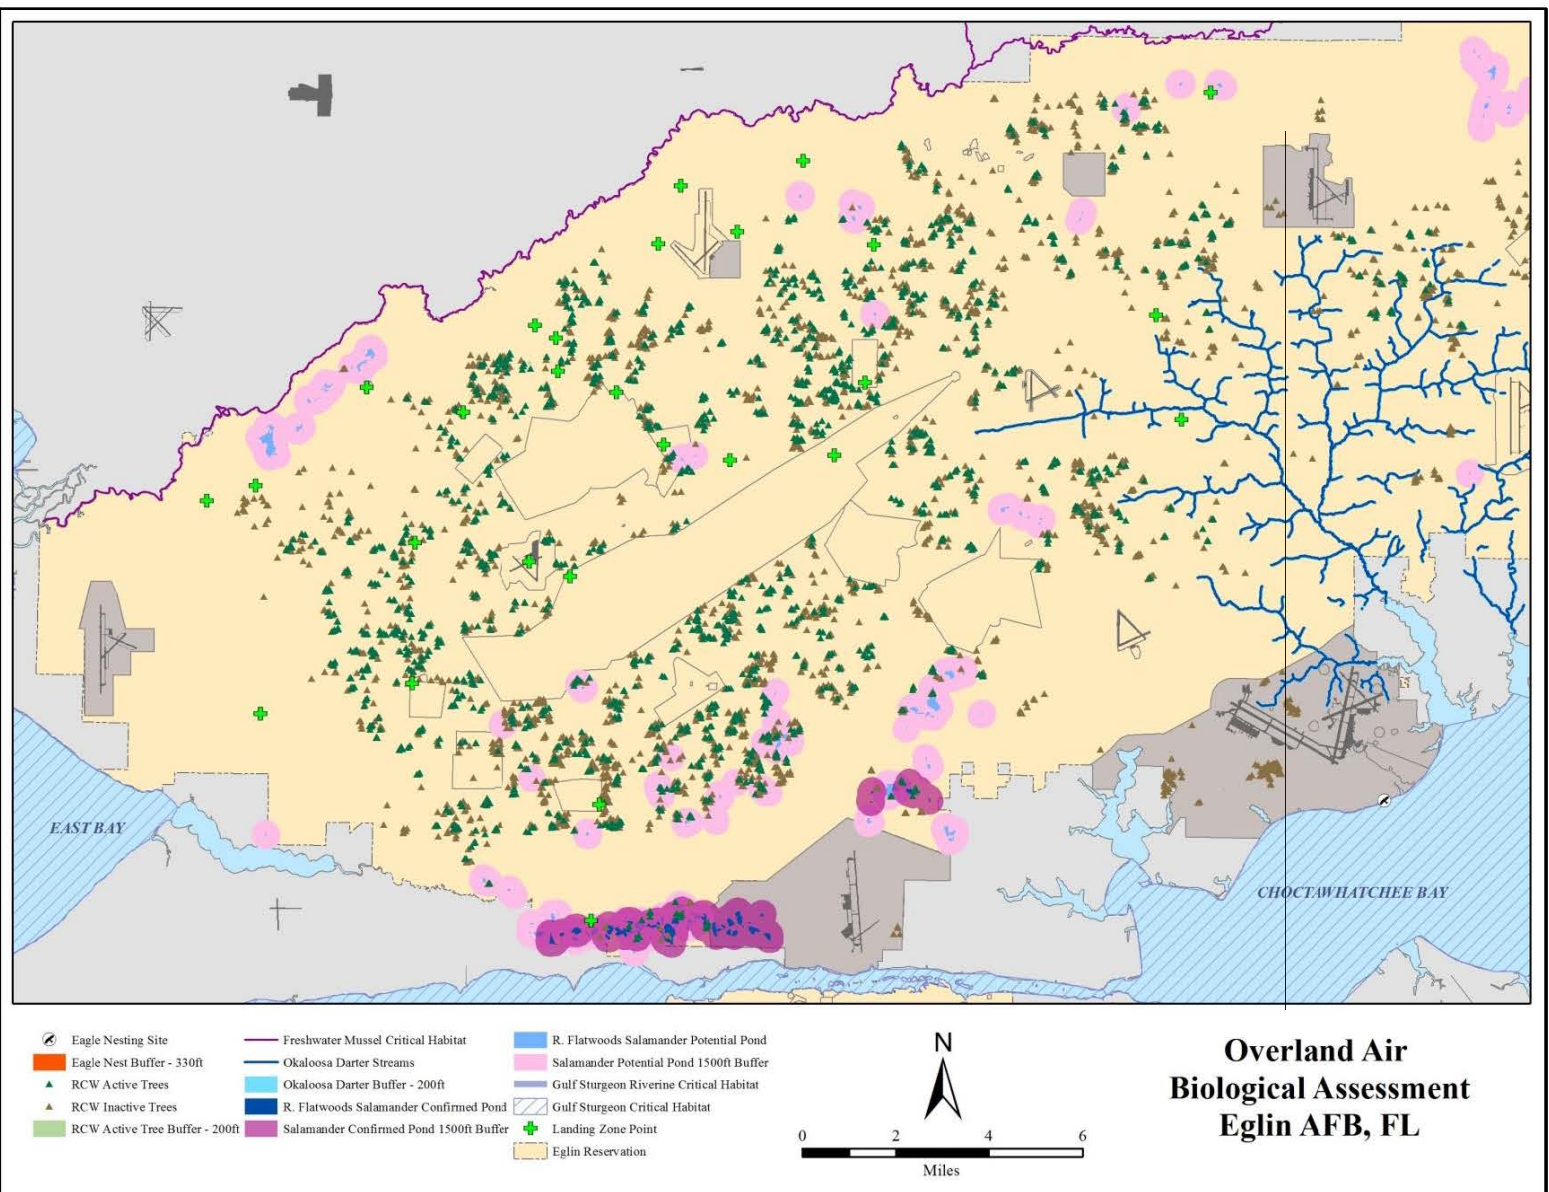 EAST BAY
CHOCTAWHATCHEE BAY
Eagle Nesting Site
Eagle Nest Buffer - 330ft
RCW Active Trees
RCW Inactive Trees
RCW Active Tree Buffer - 200ft
Freshwater Mussel Critical Habitat
Okaloosa Darter Streams
Okaloosa Darter Buffer - 200ft
R. Flatwoods Salamander Confirmed Pond
Salamander Confirmed Pond 1500ft Buffer
R. Flatwoods Salamander Potential Pond
Salamander Potential Pond 1500ft Buffer
Gulf Sturgeon Riverine Critical Habitat
Gulf Sturgeon Critical Habitat
Landing Zone Point
Eglin Reservation
N
0 2 4 6
Miles
Overland Air
Biological Assessment
Eglin AFB, FL